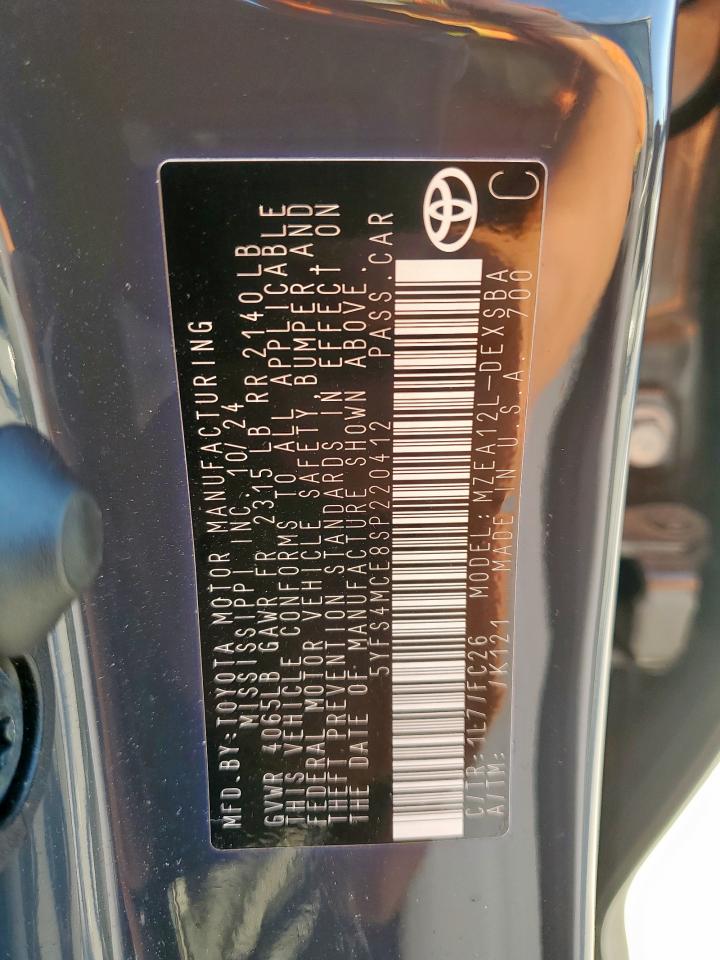 MFD.BY:TOYOTA MOTOR MANUFACTURING
MISSISSIPPI INC. 10/24
GVWR 4065LB GAWR FR 2315 LB RR 2140LB
THIS VEHICLE CONFORMS TO ALL APPLICABLE
FEDERAL MOTOR VEHICLE SAFETY, BUMPER, AND
THEFT PREVENTION STANDARDS IN EFFECT ON
THE DATE OF MANUFACTURE SHOWN ABOVE.
5YFS4MCE8SP220412 PASS.CAR
C/TR: 1L7/FC26 MODEL: MZEA12L-DEXSBA
A/TM: /K121 MADE IN U.S.A. 700
C